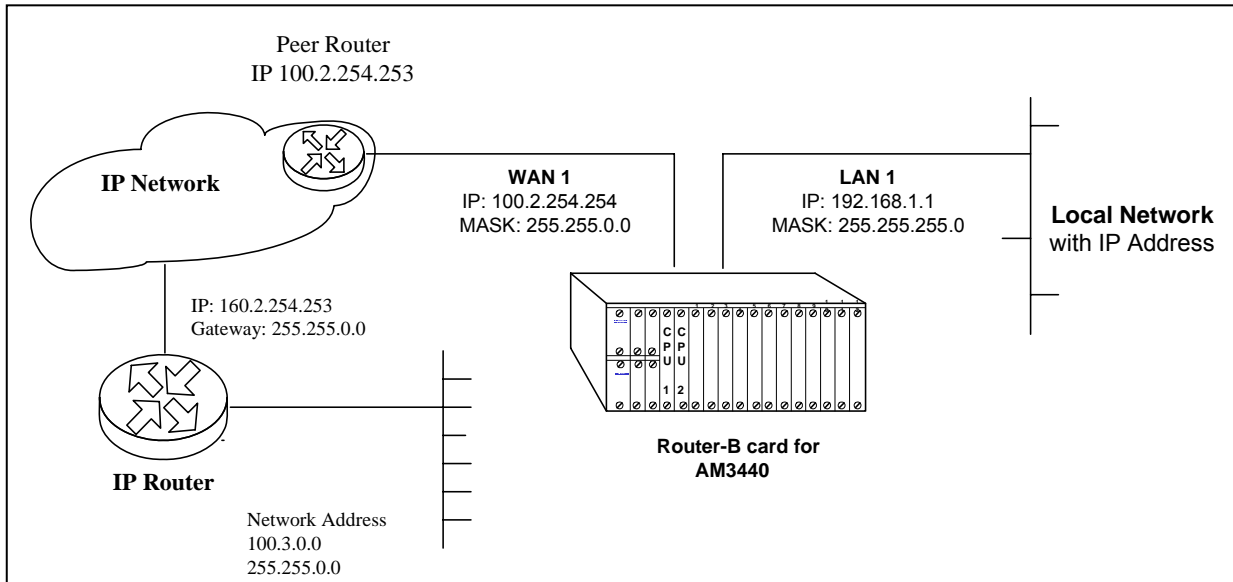 Peer Router
IP 100.2.254.253
IP Network
WAN 1
IP: 100.2.254.254
MASK: 255.255.0.0
LAN 1
IP: 192.168.1.1
MASK: 255.255.255.0
Local Network
with IP Address
IP: 160.2.254.253
Gateway: 255.255.0.0
CPU 1
CPU 2
IP Router
Router-B card for
AM3440
Network Address
100.3.0.0
255.255.0.0